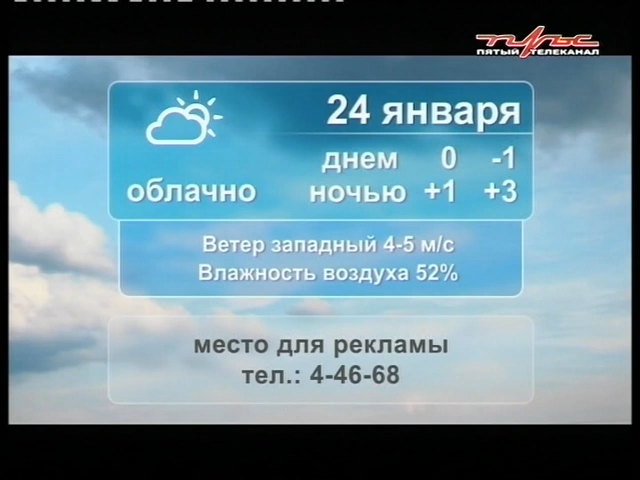 ПУЛЬС
ПЯТЫЙ ТЕЛЕКАНАЛ
24 января
днем 0 -1
облачно
ночью +1 +3
Ветер западный 4-5 м/с
Влажность воздуха 52%
место для рекламы
тел.: 4-46-68